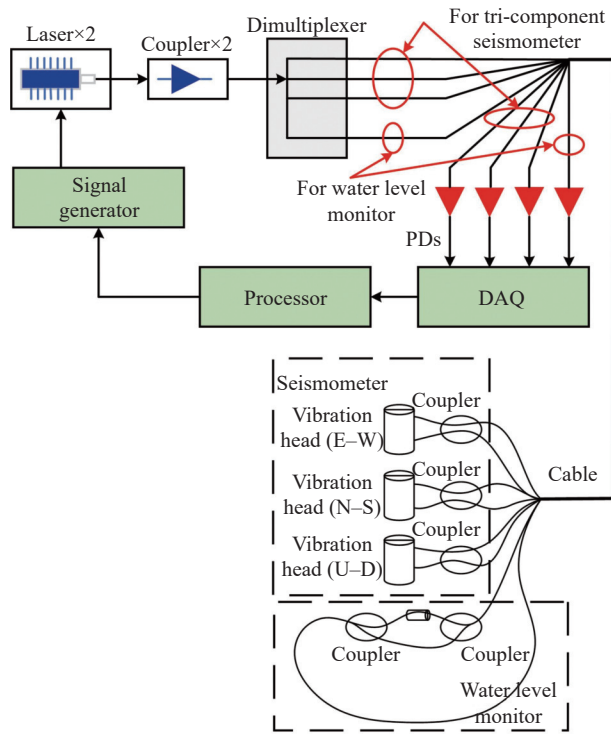 Laser×2
Coupler×2
Dimultiplexer
For tri-component
seismometer
For water level
monitor
Signal
generator
PDs
Processor
DAQ
Seismometer
Coupler
Vibration
head (E–W)
Coupler
Vibration
head (N–S)
Cable
Coupler
Vibration
head (U–D)
Coupler
Coupler
Water level
monitor